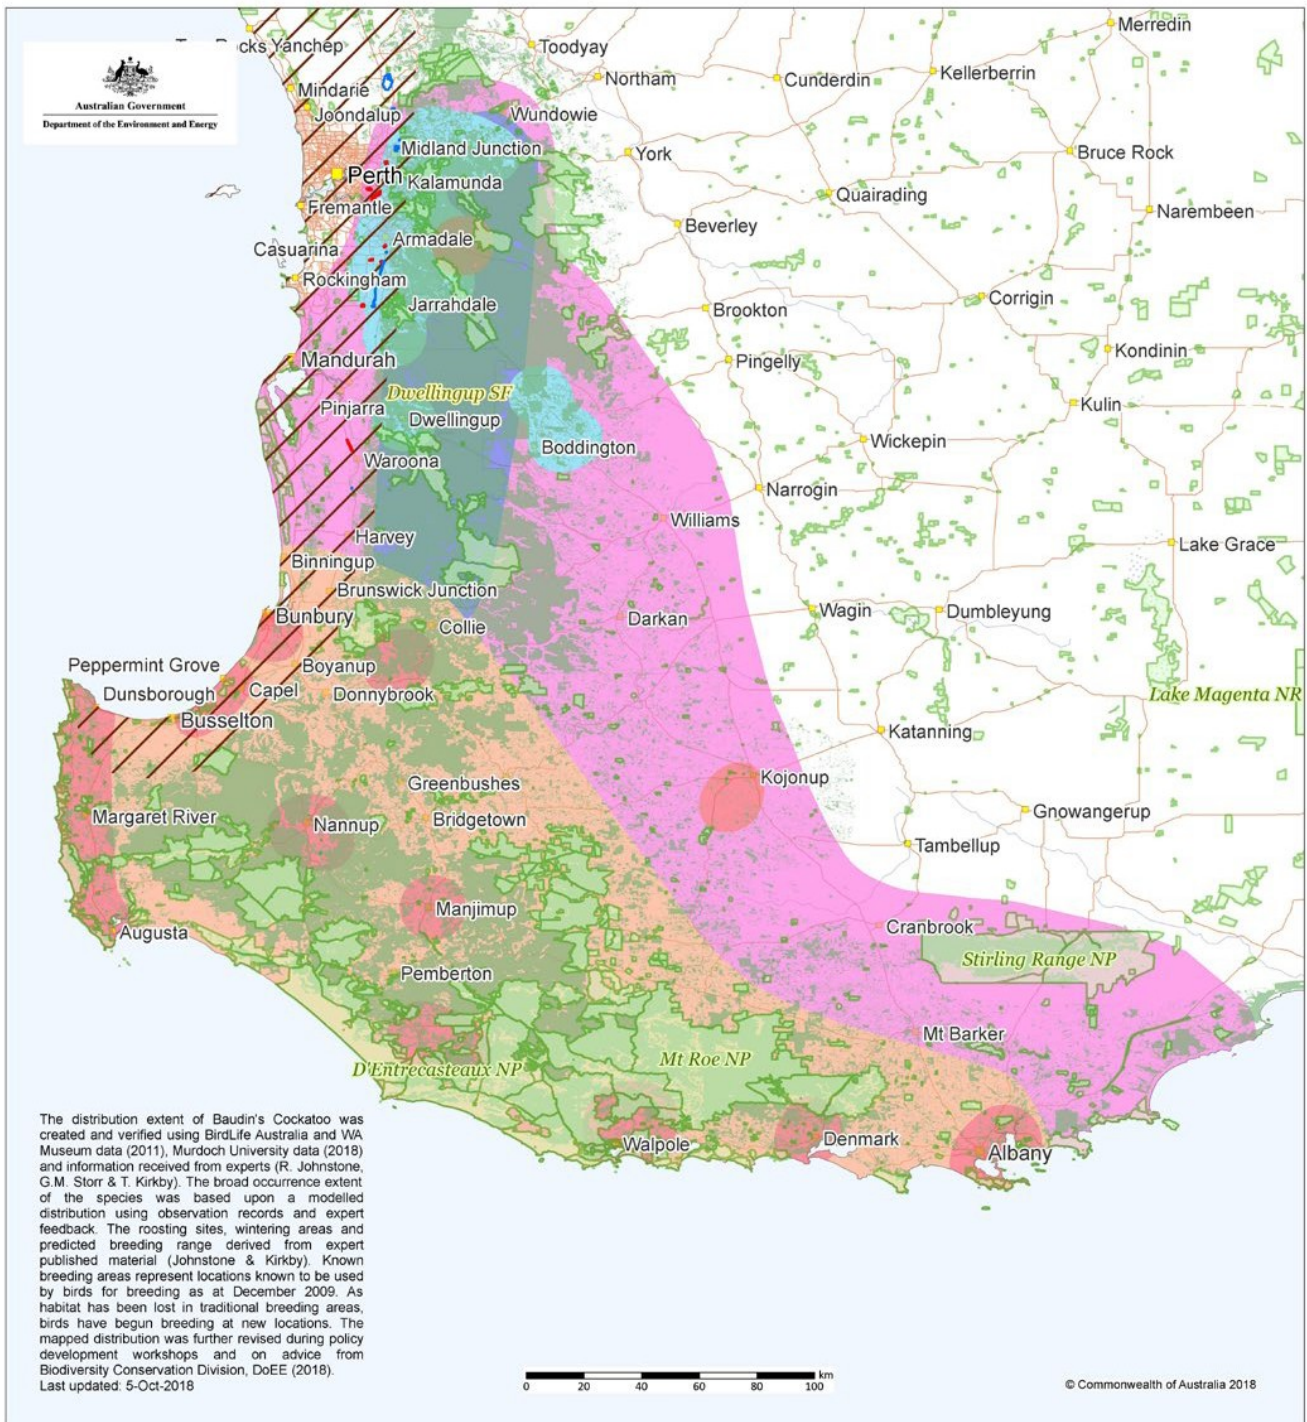 Merredin
Rocks Yanchep
Toodyay
Northam
Cunderdin
Kellerberrin
Mindarie
Australian Government
Department of the Environment and Energy
Joondalup
Wundowie
Midland Junction
York
Bruce Rock
Perth
Kalamunda
Quairading
Fremantle
Narembeen
Beverley
Casuarina
Armadale
Rockingham
Jarrahdale
Brookton
Corrigin
Mandurah
Pingelly
Kondinin
Dwellingup SF
Pinjarra
Dwellingup
Kulin
Boddington
Wickepin
Waroona
Narrogin
Williams
Harvey
Lake Grace
Binningup
Brunswick Junction
Bunbury
Collie
Darkan
Wagin
Dumbleyung
Peppermint Grove
Boyanup
Dunsborough
Capel
Donnybrook
Lake Magenta NR
Busselton
Katanning
Greenbushes
Kojonup
Margaret River
Nannup
Bridgetown
Gnowangerup
Tambellup
Manjimup
Augusta
Cranbrook
Pemberton
Stirling Range NP
Mt Barker
D'Entrecasteaux NP
Mt Roe NP
Walpole
Denmark
Albany
The distribution extent of Baudin's Cockatoo was
created and verified using BirdLife Australia and WA
Museum data (2011), Murdoch University data (2018)
and information received from experts (R. Johnstone,
G.M. Storr & T. Kirkby). The broad occurrence extent
of the species was based upon a modelled
distribution using observation records and expert
feedback. The roosting sites, wintering areas and
predicted breeding range derived from expert
published material (Johnstone & Kirkby). Known
breeding areas represent locations known to be used
by birds for breeding as at December 2009. As
habitat has been lost in traditional breeding areas,
birds have begun breeding at new locations. The
mapped distribution was further revised during policy
development workshops and on advice from
Biodiversity Conservation Division, DoEE (2018).
Last updated: 5-Oct-2018
km
0 20 40 60 80 100
© Commonwealth of Australia 2018